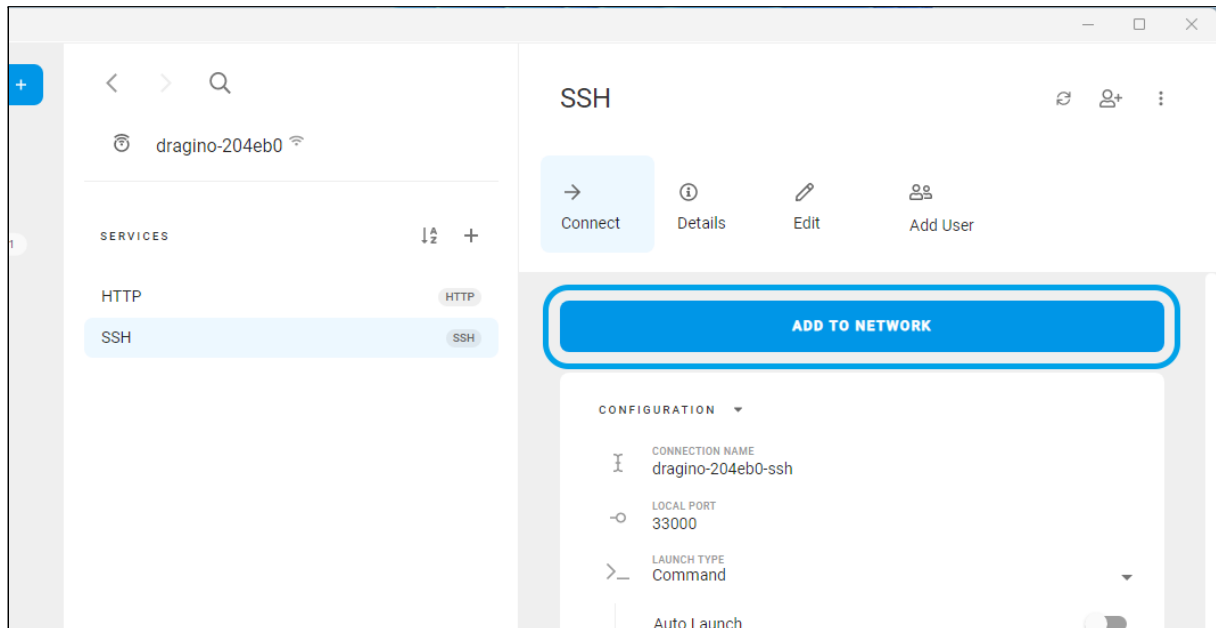 +
dragino-204eb0
1
SERVICES
HTTP
HTTP
SSH
SSH
SSH
Connect
Details
Edit
Add User
ADD TO NETWORK
CONFIGURATION
CONNECTION NAME
dragino-204eb0-ssh
LOCAL PORT
33000
LAUNCH TYPE
Command
Auto Launch